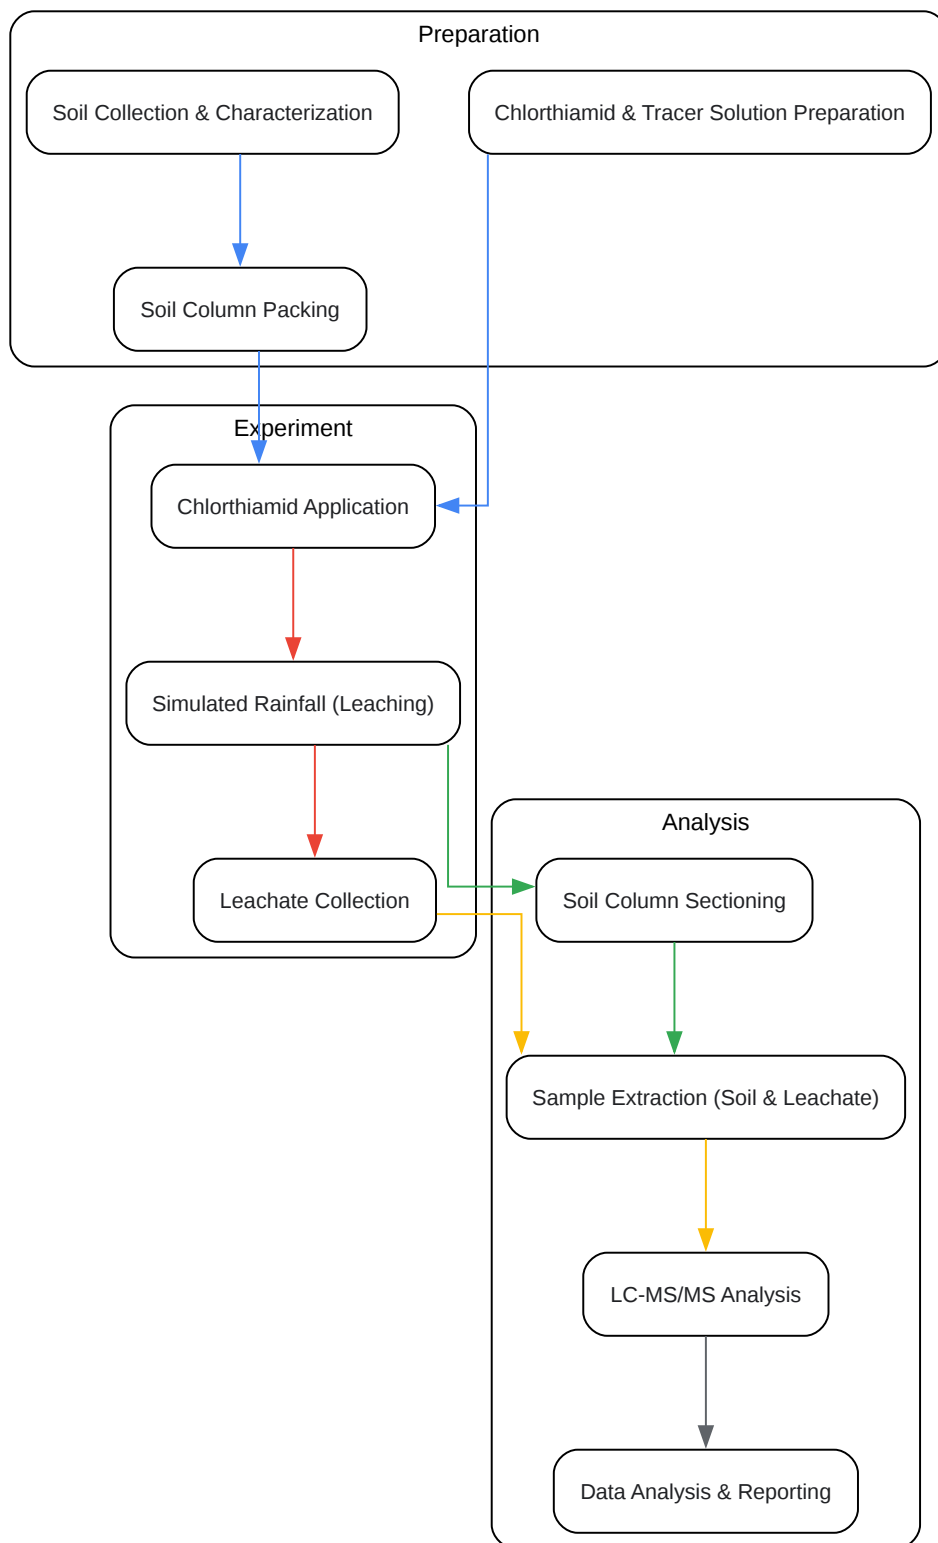 Preparation
Soil Collection & Characterization
Chlorthiamid & Tracer Solution Preparation
Soil Column Packing
Experiment
Chlorthiamid Application
Simulated Rainfall (Leaching)
Leachate Collection
Analysis
Soil Column Sectioning
Sample Extraction (Soil & Leachate)
LC-MS/MS Analysis
Data Analysis & Reporting